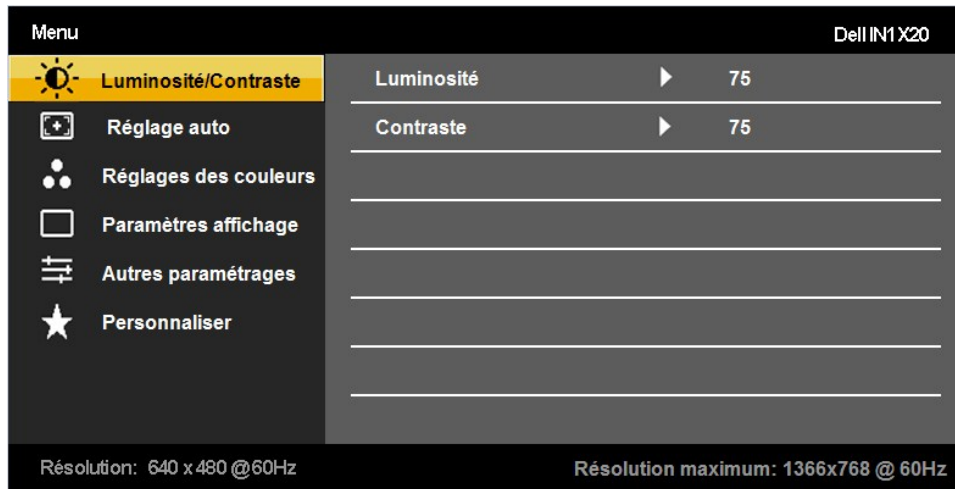 Menu Dell IN1X20
Luminosité/Contraste Luminosité 75
Réglage auto Contraste 75
Réglages des couleurs
Paramètres affichage
Autres paramétrages
Personnaliser
Résolution: 640 x 480 @60Hz Résolution maximum: 1366x768 @ 60Hz